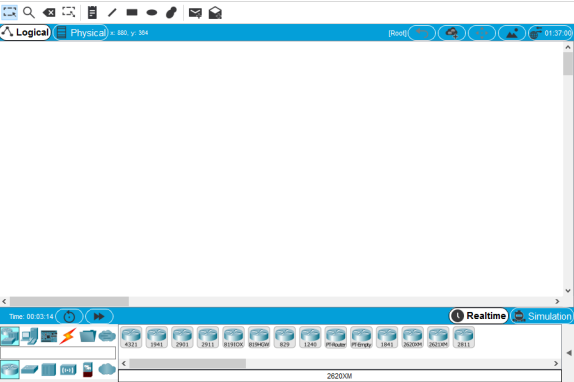 Logical Physical x: 880, y: 364 [Root] 01:37:00
Time: 00:03:14 Realtime Simulation
4321 1941 2901 2911 819IOX 819HGW 829 1240 PT-Router PT-Empty 1841 2620XM 2621XM 2811
2620XM